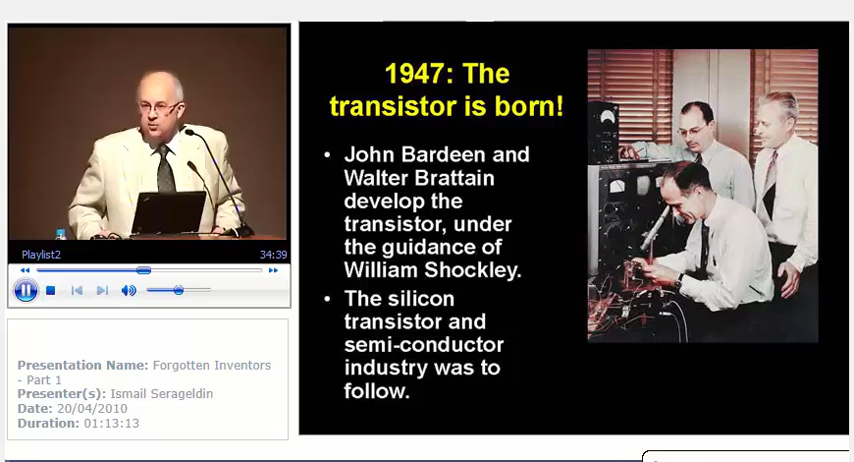 Playlist2 34:39
Presentation Name: Forgotten Inventors
- Part 1
Presenter(s): Ismail Serageldin
Date: 20/04/2010
Duration: 01:13:13
1947: The
transistor is born!
• John Bardeen and
Walter Brattain
develop the
transistor, under
the guidance of
William Shockley.
• The silicon
transistor and
semi-conductor
industry was to
follow.